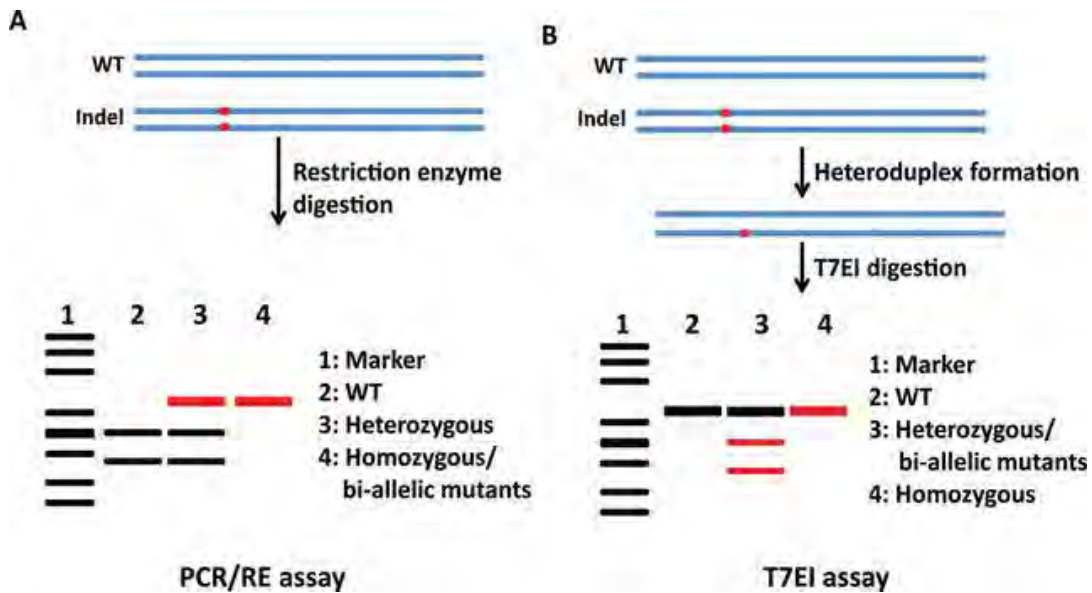 A
WT
Indel
Restriction enzyme
digestion
1 2 3 4
1: Marker
2: WT
3: Heterozygous
4: Homozygous/
bi-allelic mutants
PCR/RE assay
B
WT
Indel
Heteroduplex formation
T7EI digestion
1 2 3 4
1: Marker
2: WT
3: Heterozygous/
bi-allelic mutants
4: Homozygous
T7EI assay